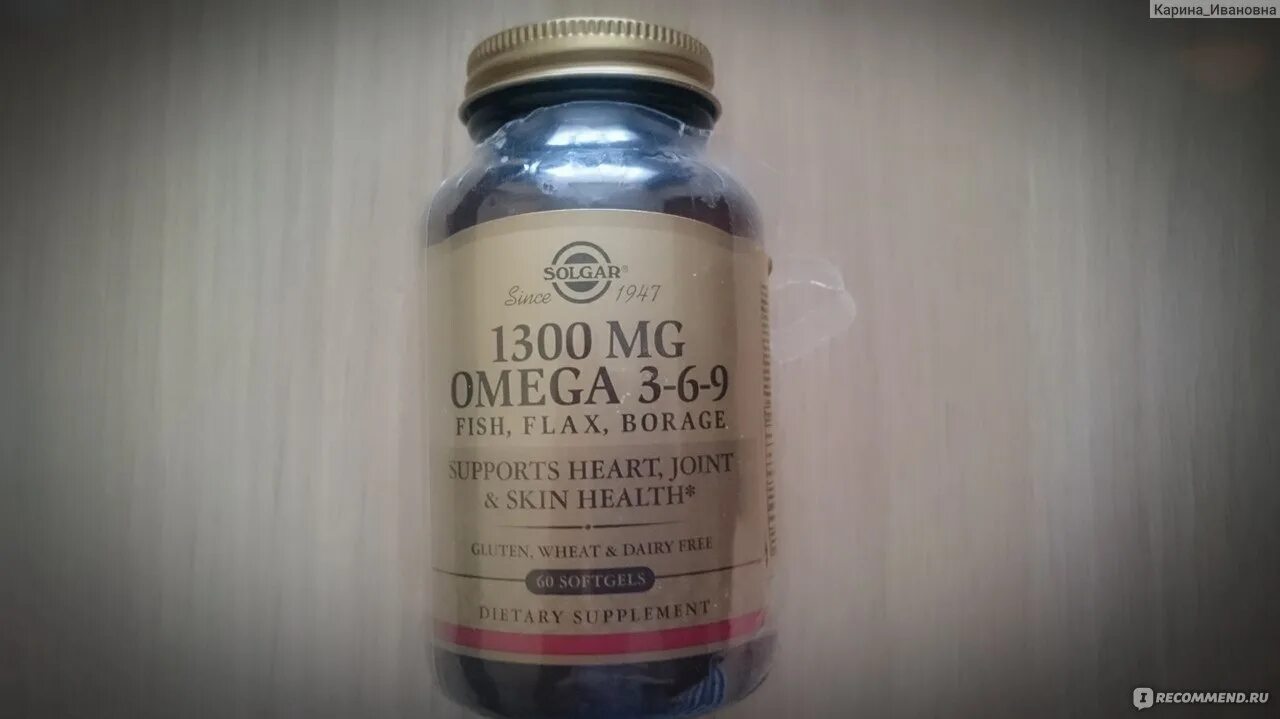 Карина_Ивановна
SOLGAR®
Since 1947
1300 MG
OMEGA 3-6-9
FISH, FLAX, BORAGE
SUPPORTS HEART, JOINT
& SKIN HEALTH*
GLUTEN, WHEAT & DAIRY FREE
60 SOFTGELS
DIETARY SUPPLEMENT
RECOMMEND.RU